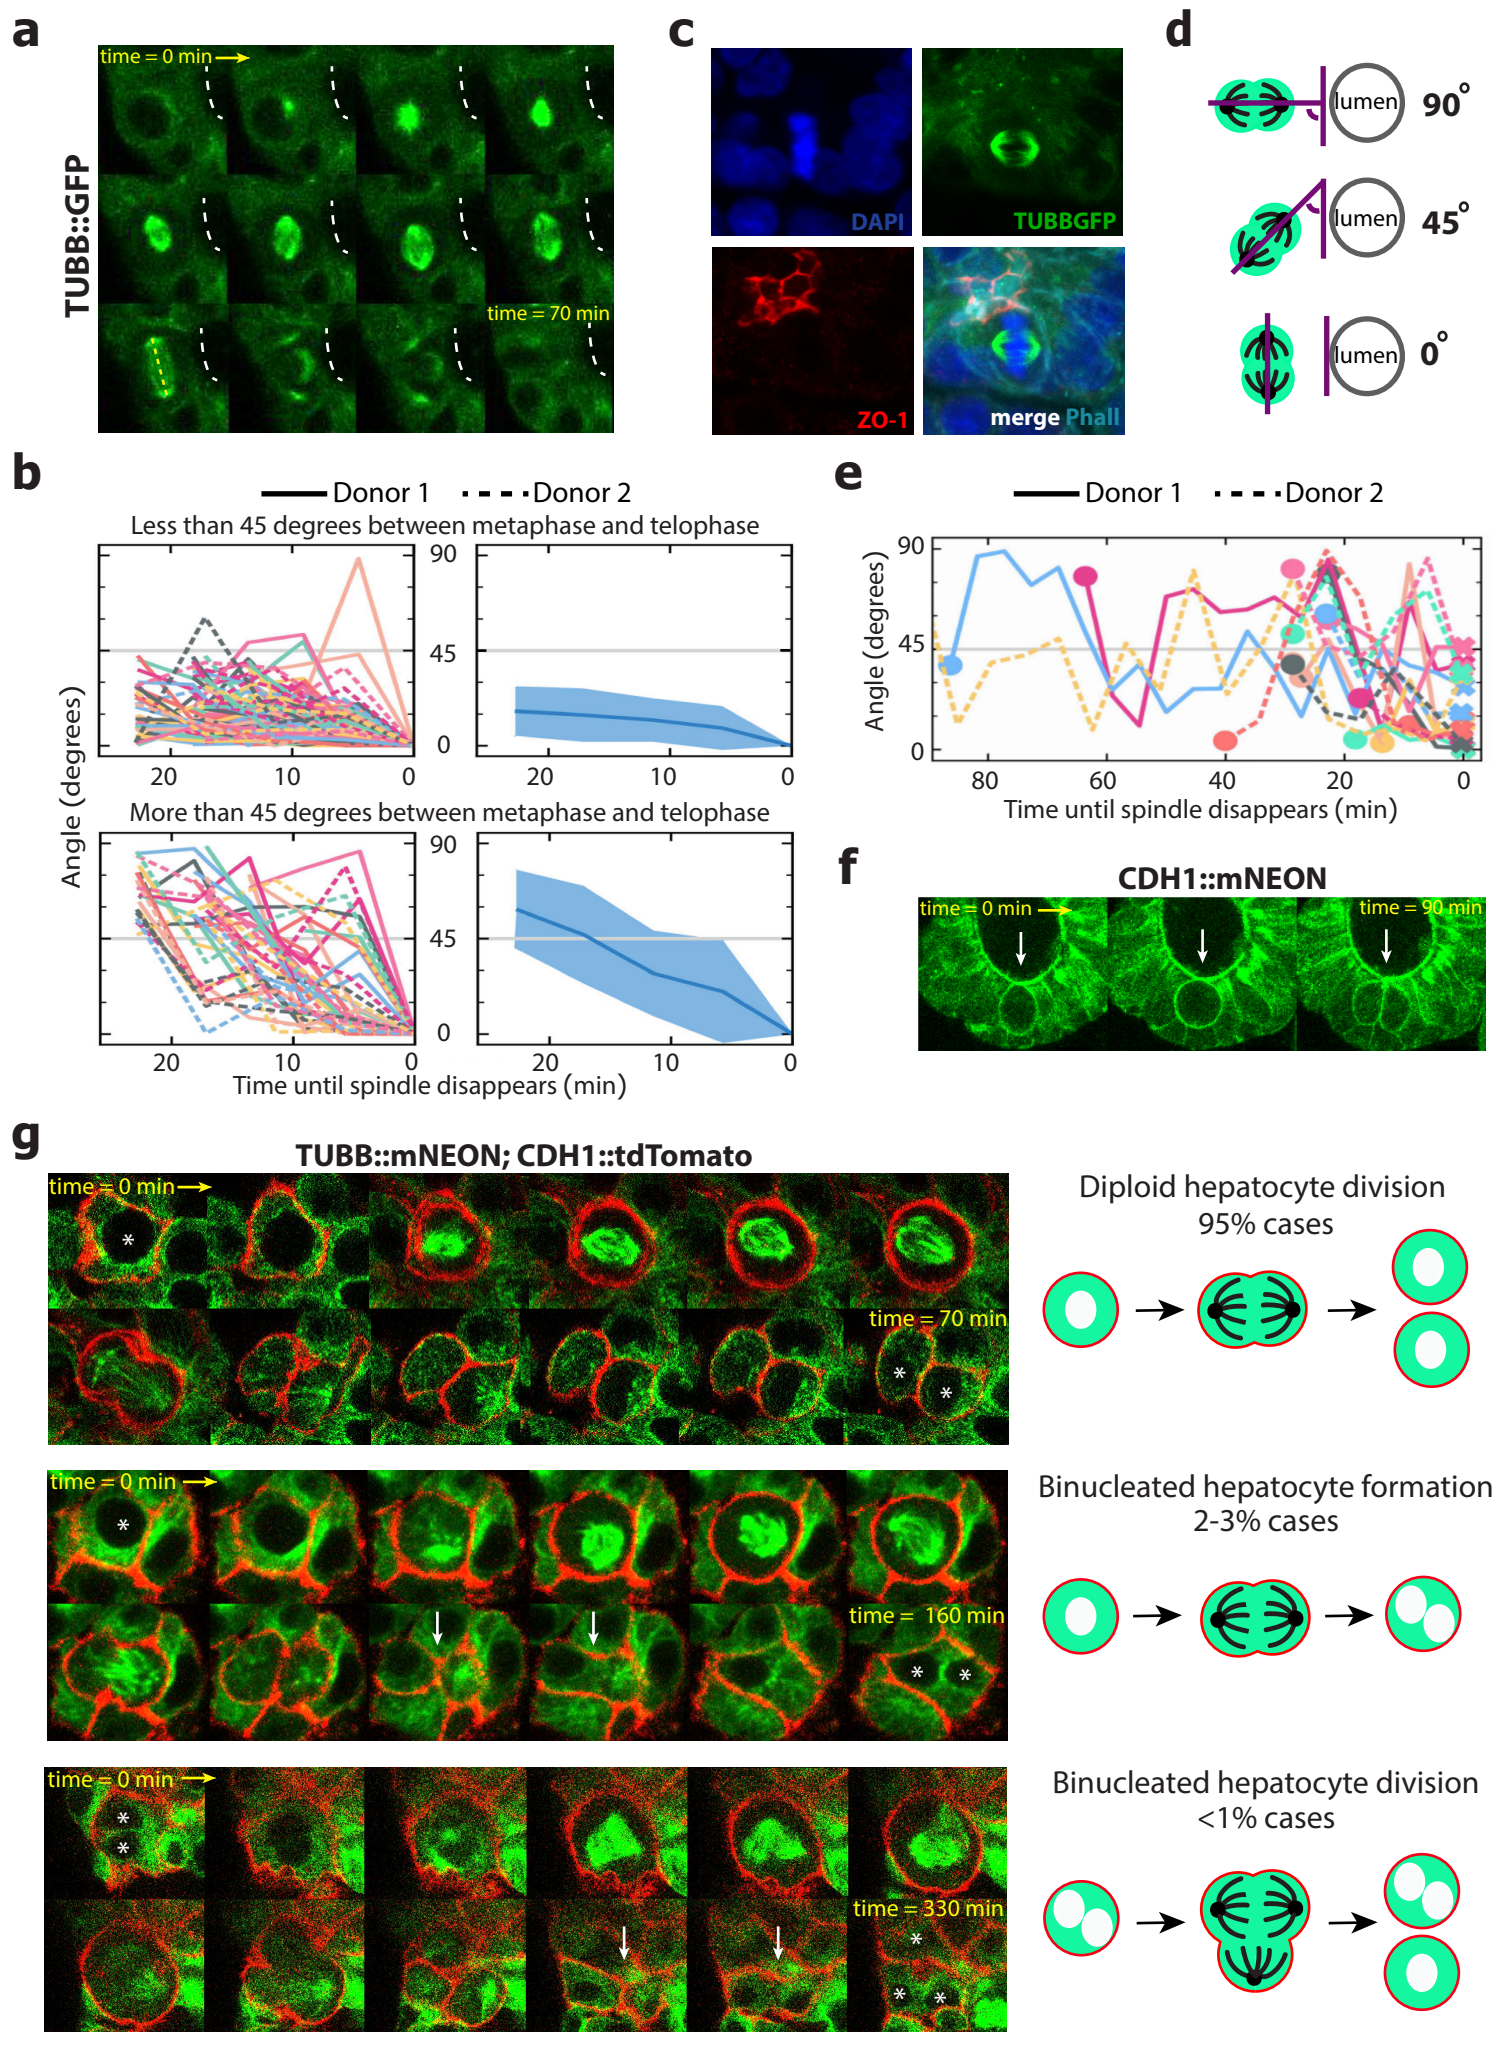 a
time = 0 min
TUBB::GFP
time = 70 min
c
DAPI
TUBBGFP
ZO-1
merge Phall
d
lumen
90°
lumen
45°
lumen
0°
b
Donor 1
Donor 2
Less than 45 degrees between metaphase and telophase
90
45
0
20
10
0
20
10
0
More than 45 degrees between metaphase and telophase
90
45
0
20
10
0
20
10
0
Angle (degrees)
Time until spindle disappears (min)
e
Donor 1
Donor 2
90
45
0
Angle (degrees)
80
60
40
20
0
Time until spindle disappears (min)
f
CDH1::mNEON
time = 0 min
time = 90 min
g
TUBB::mNEON; CDH1::tdTomato
time = 0 min
*
time = 70 min
*
*
Diploid hepatocyte division
95% cases
time = 0 min
*
time = 160 min
*
*
Binucleated hepatocyte formation
2-3% cases
time = 0 min
*
*
time = 330 min
*
*
*
Binucleated hepatocyte division
<1% cases